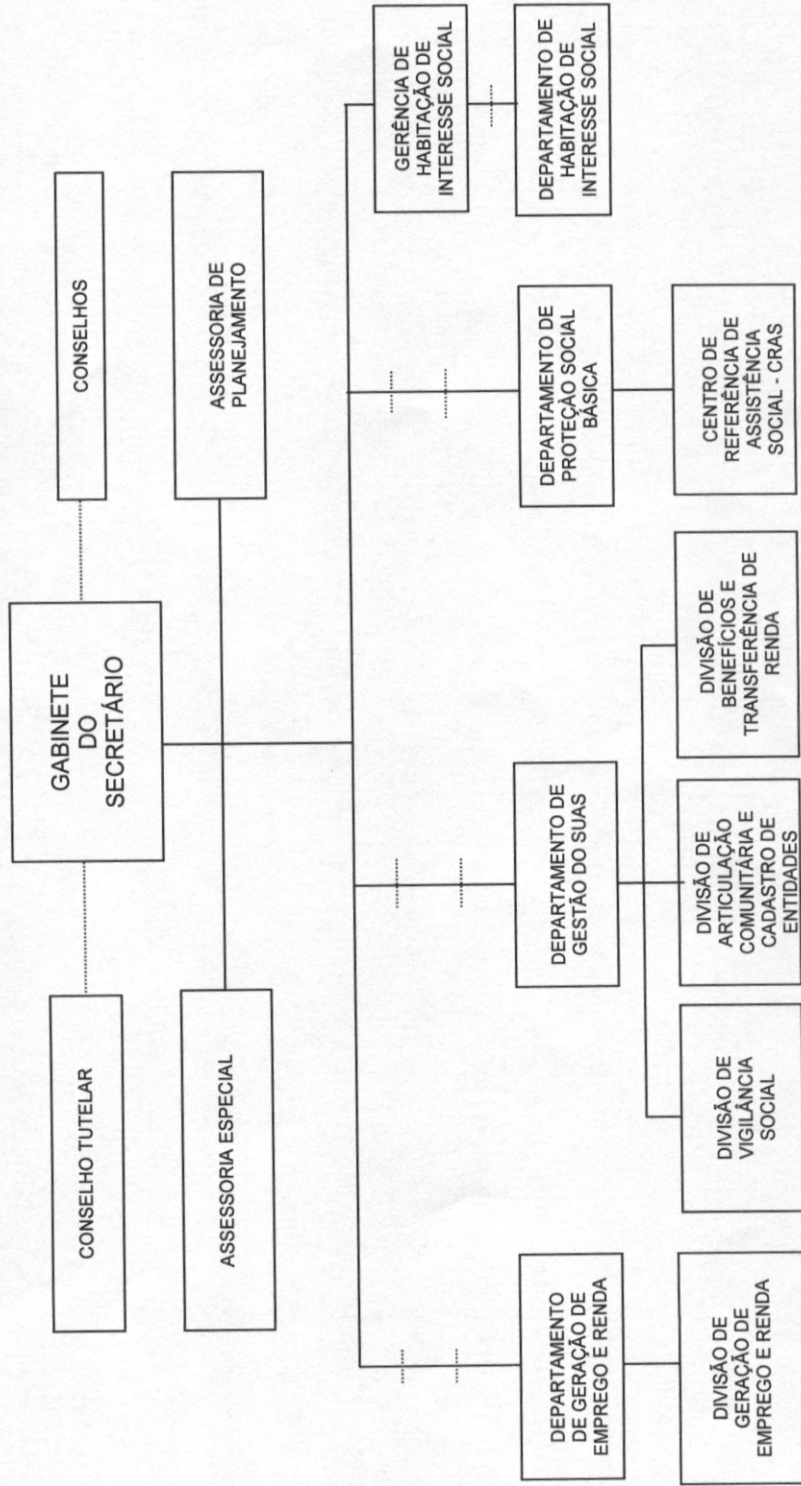 GABINETE
DO
SECRETÁRIO
CONSELHO TUTELAR
CONSELHOS
ASSESSORIA ESPECIAL
ASSESSORIA DE
PLANEJAMENTO
GERÊNCIA DE
HABITAÇÃO DE
INTERESSE SOCIAL
DEPARTAMENTO
DE GERAÇÃO DE
EMPREGO E RENDA
DEPARTAMENTO DE
GESTÃO DO SUAS
DEPARTAMENTO DE
PROTEÇÃO SOCIAL
BÁSICA
DEPARTAMENTO DE
HABITAÇÃO DE
INTERESSE SOCIAL
DIVISÃO DE
GERAÇÃO DE
EMPREGO E RENDA
DIVISÃO DE
VIGILÂNCIA
SOCIAL
DIVISÃO DE
ARTICULAÇÃO
COMUNITÁRIA E
CADASTRO DE
ENTIDADES
DIVISÃO DE
BENEFÍCIOS E
TRANSFERÊNCIA DE
RENDA
CENTRO DE
REFERÊNCIA DE
ASSISTÊNCIA
SOCIAL - CRAS